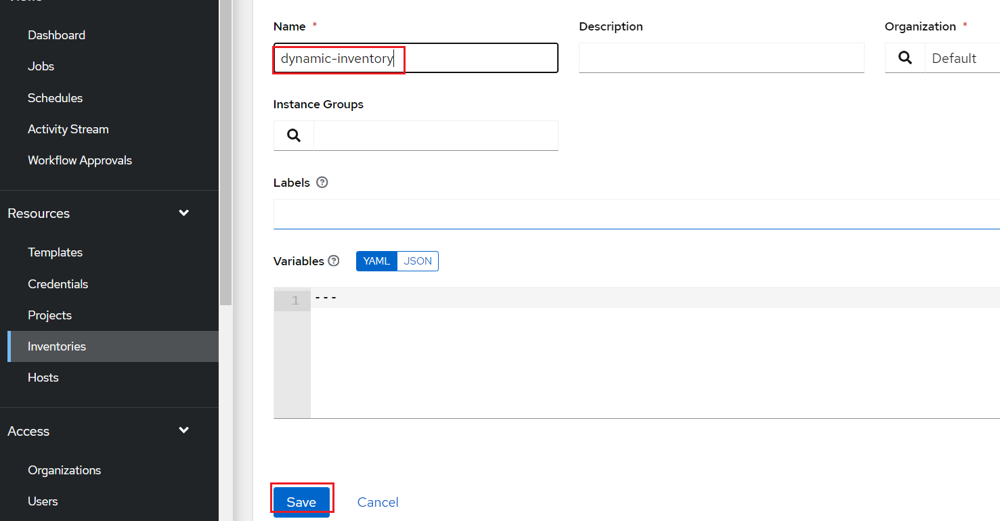 Dashboard
Jobs
Schedules
Activity Stream
Workflow Approvals
Resources
Templates
Credentials
Projects
Inventories
Hosts
Access
Organizations
Users
Name *
dynamic-inventory
Description
Organization *
Default
Instance Groups
Labels
Variables YAML JSON
1 ---
Save Cancel